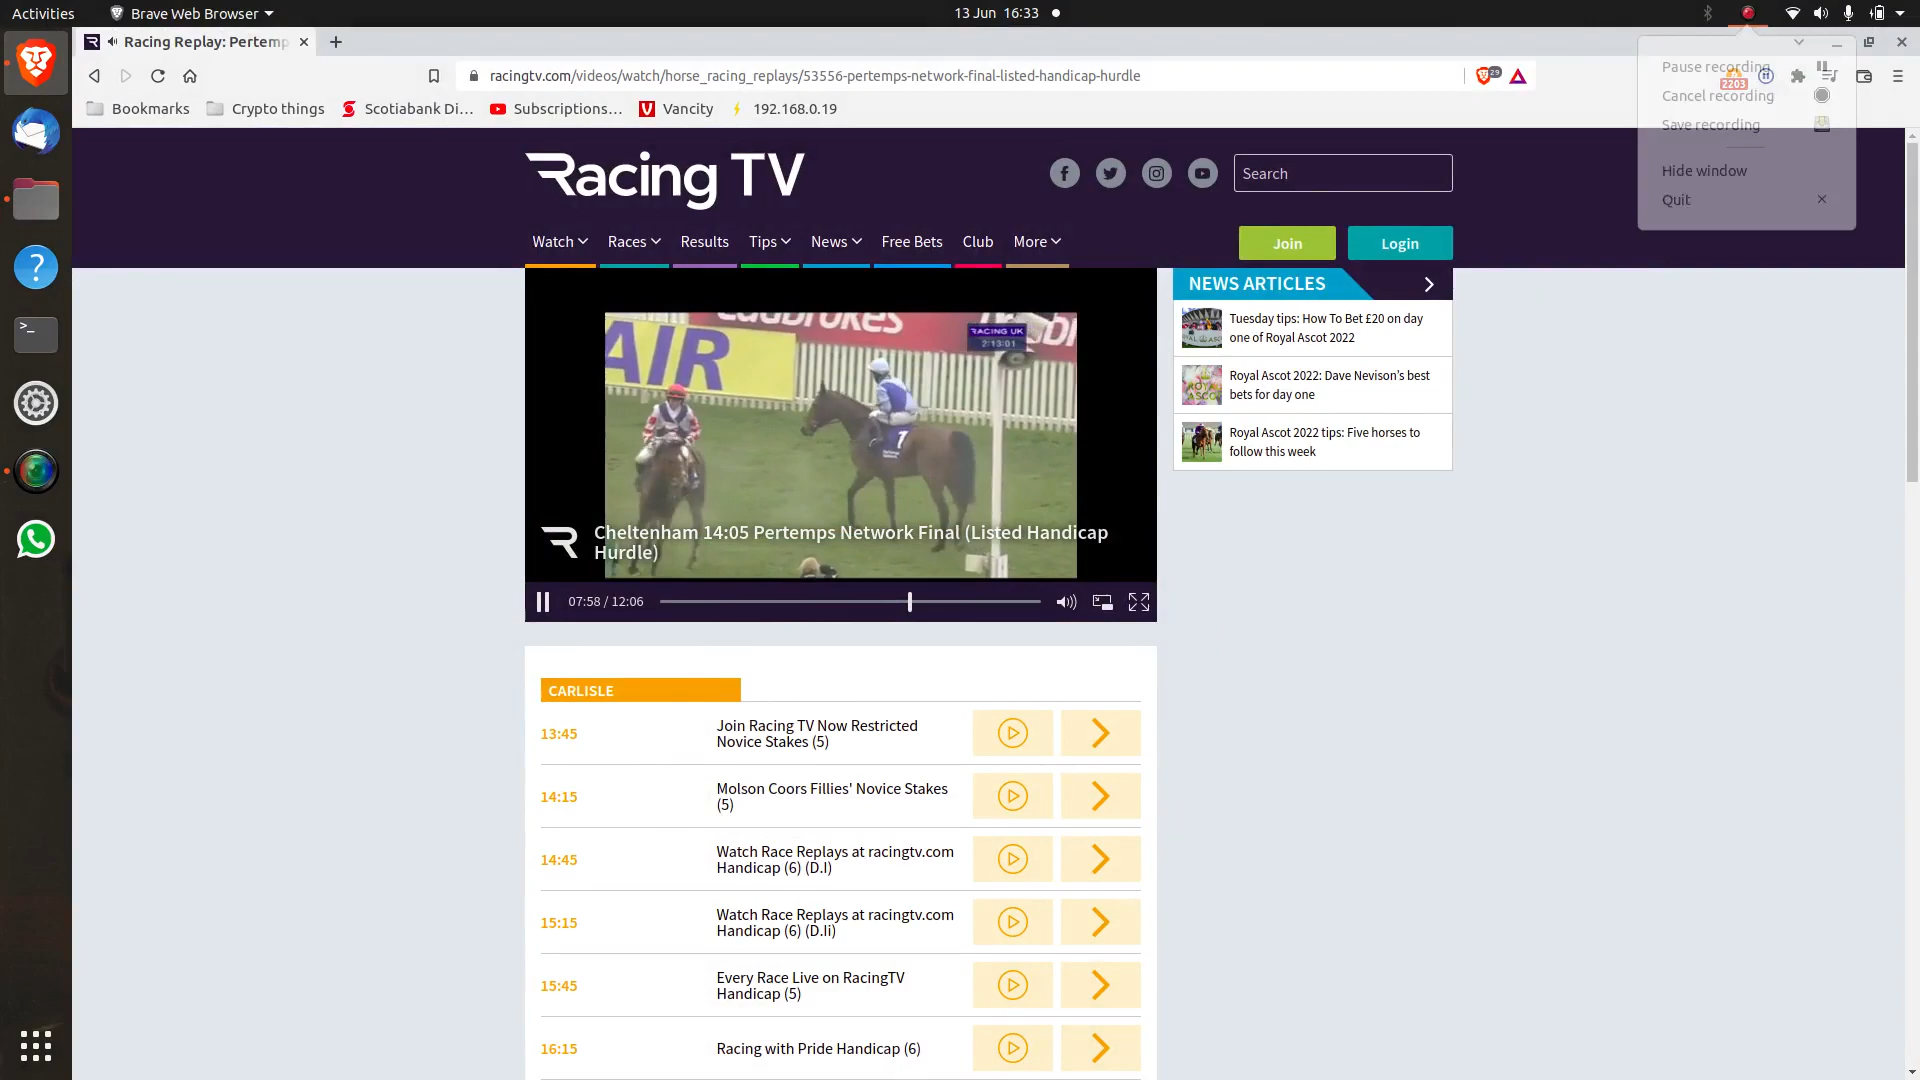 Activities
Brave Web Browser
13 Jun 16:33
Racing Replay: Pertemp
racingtv.com/videos/watch/horse_racing_replays/53556-pertemps-network-final-listed-handicap-hurdle
29
2203
Bookmarks
Crypto things
Scotiabank Di...
Subscriptions...
Vancity
192.168.0.19
Pause recording
Cancel recording
Save recording
Hide window
Quit
Racing TV
Search
Watch
Races
Results
Tips
News
Free Bets
Club
More
Join
Login
AIR
RACING UK
2:13:01
1
Cheltenham 14:05 Pertemps Network Final (Listed Handicap
Hurdle)
07:58 / 12:06
NEWS ARTICLES
Tuesday tips: How To Bet £20 on day
one of Royal Ascot 2022
Royal Ascot 2022: Dave Nevison's best
bets for day one
Royal Ascot 2022 tips: Five horses to
follow this week
CARLISLE
13:45
Join Racing TV Now Restricted
Novice Stakes (5)
14:15
Molson Coors Fillies' Novice Stakes
(5)
14:45
Watch Race Replays at racingtv.com
Handicap (6) (D.I)
15:15
Watch Race Replays at racingtv.com
Handicap (6) (D.Ii)
15:45
Every Race Live on RacingTV
Handicap (5)
16:15
Racing with Pride Handicap (6)